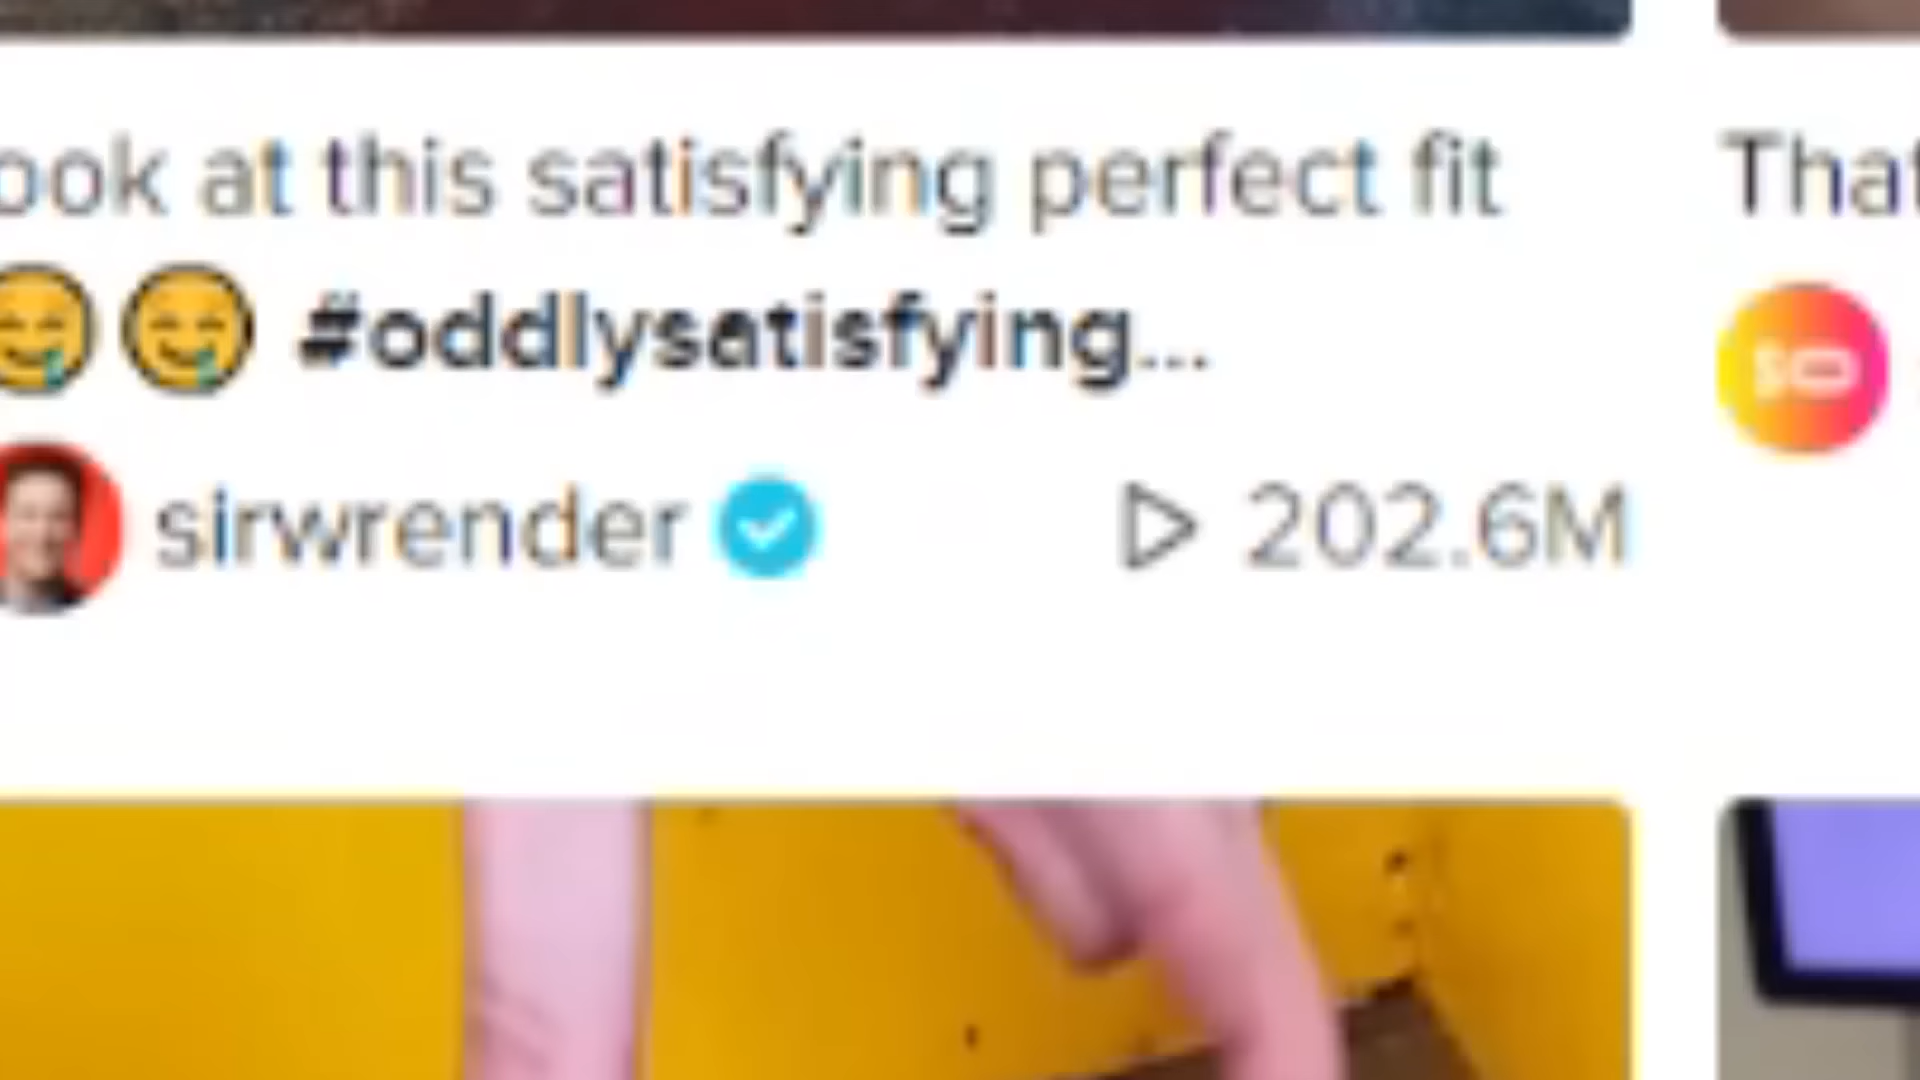 ook at this satisfying perfect fit
🤤🤤 #oddlysatisfying...
sirwrender 202.6M
That